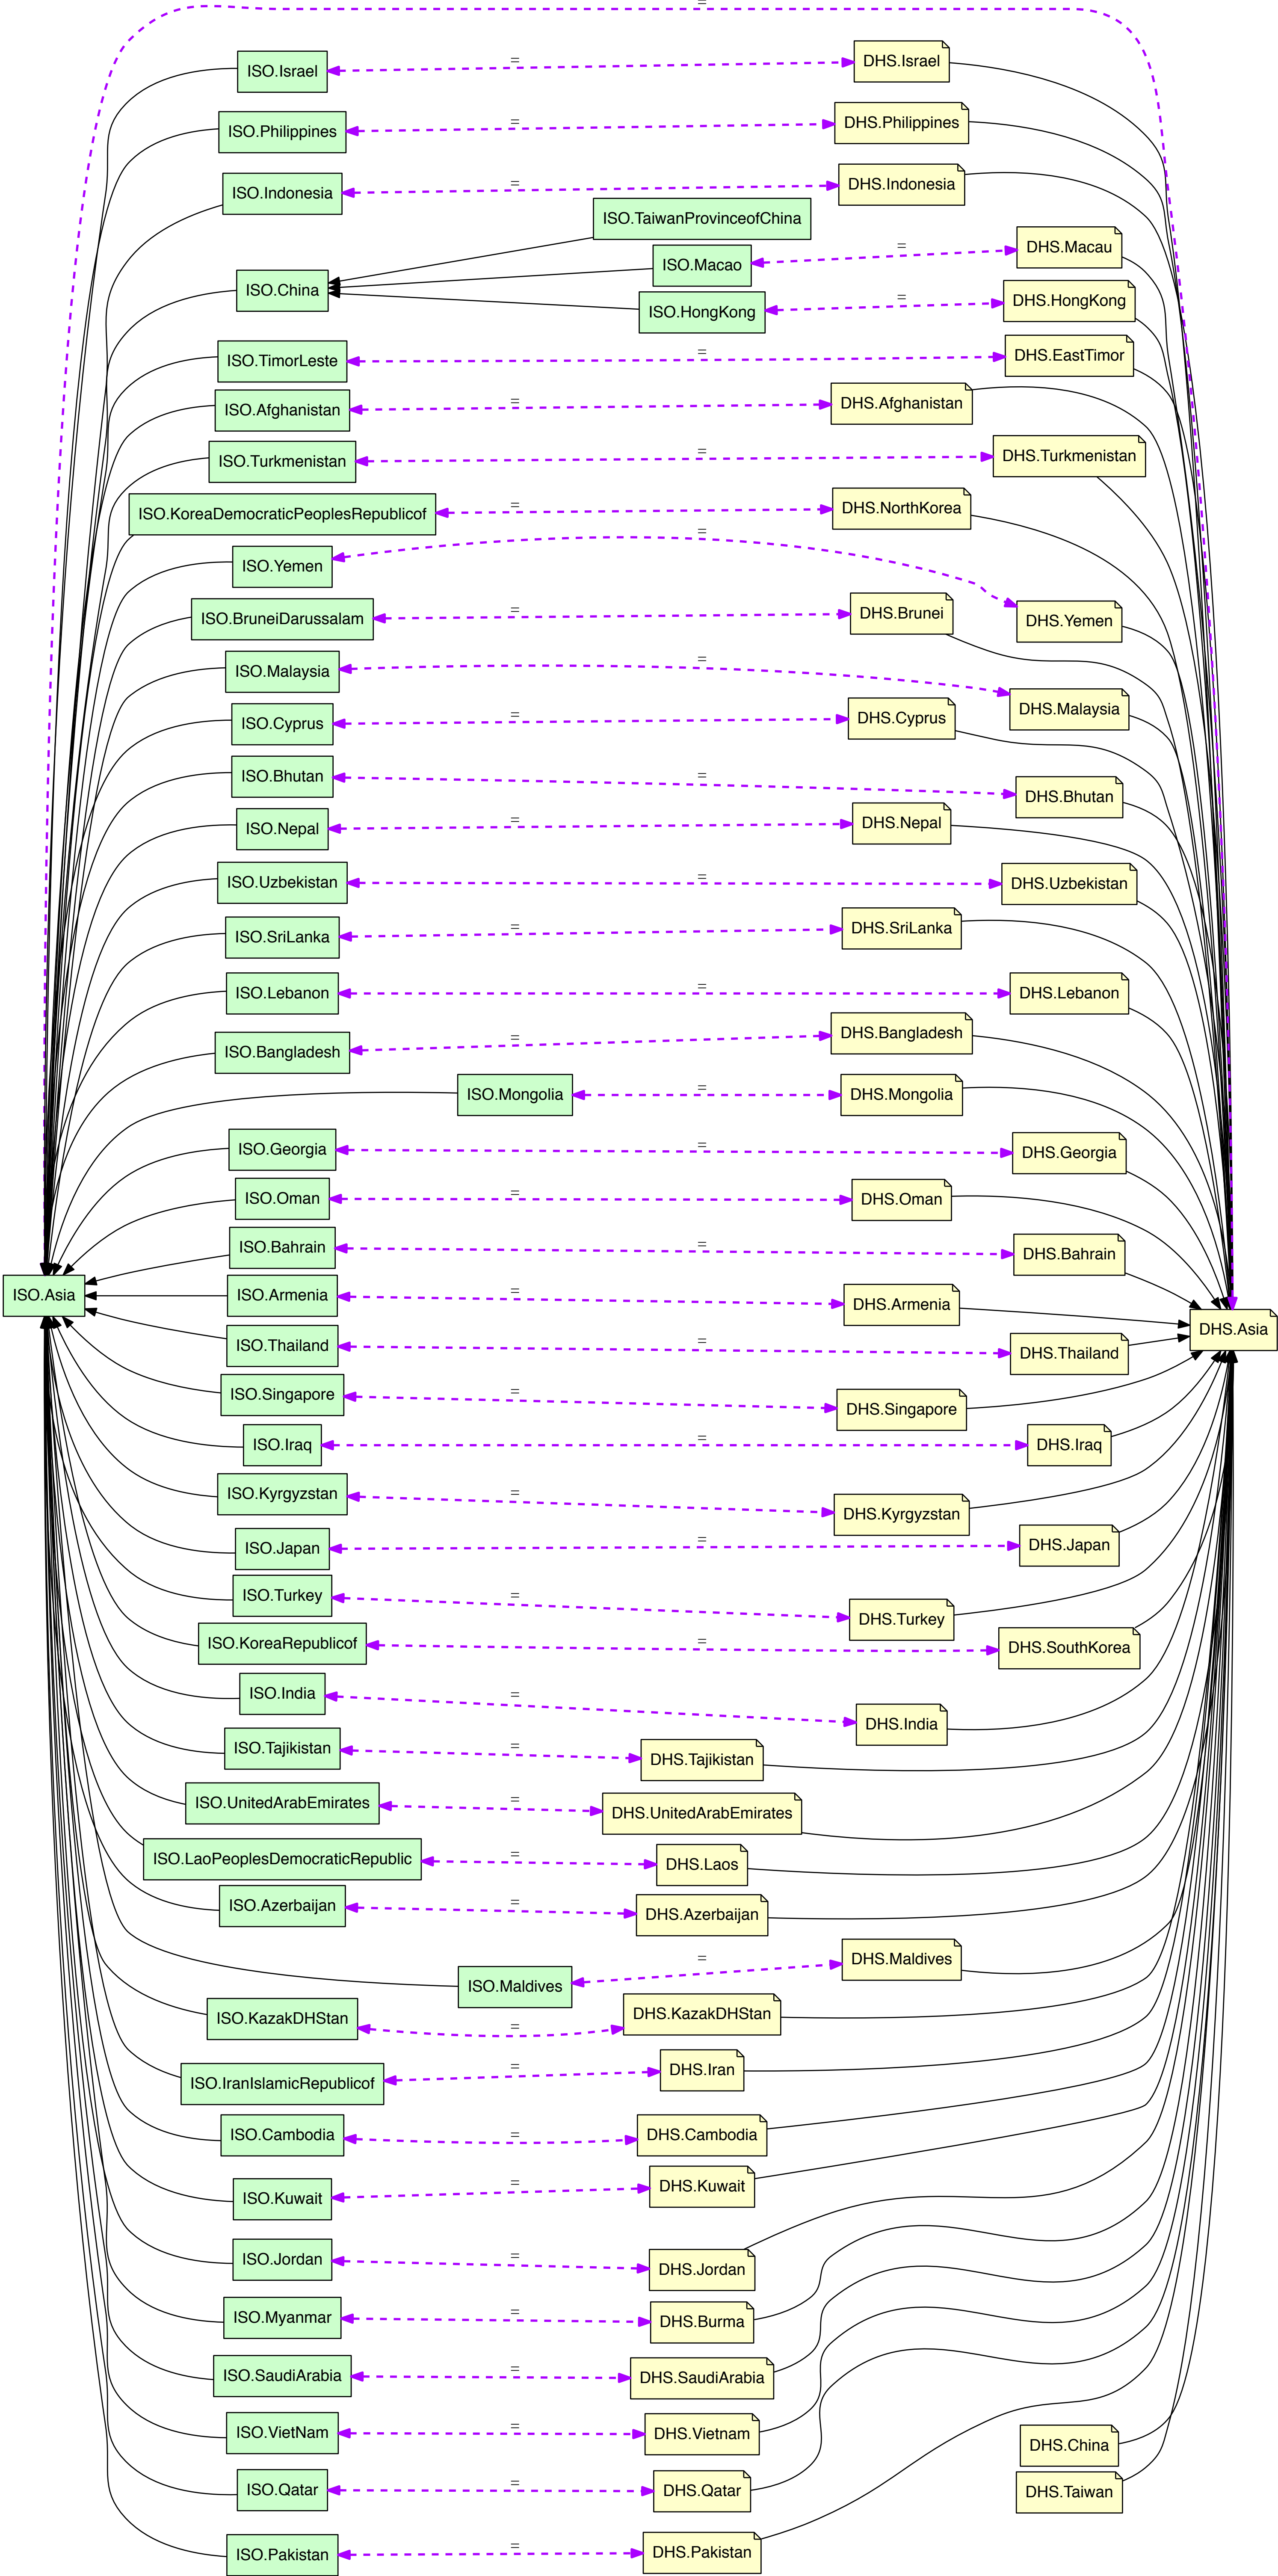 =
ISO.Israel = DHS.Israel
ISO.Philippines = DHS.Philippines
ISO.Indonesia = DHS.Indonesia
ISO.TaiwanProvinceofChina
ISO.Macao = DHS.Macau
ISO.China
ISO.HongKong = DHS.HongKong
ISO.TimorLeste = DHS.EastTimor
ISO.Afghanistan = DHS.Afghanistan
ISO.Turkmenistan = DHS.Turkmenistan
ISO.KoreaDemocraticPeoplesRepublicof = DHS.NorthKorea
ISO.Yemen = DHS.Yemen
ISO.BruneiDarussalam = DHS.Brunei
ISO.Malaysia = DHS.Malaysia
ISO.Cyprus = DHS.Cyprus
ISO.Bhutan = DHS.Bhutan
ISO.Nepal = DHS.Nepal
ISO.Uzbekistan = DHS.Uzbekistan
ISO.SriLanka = DHS.SriLanka
ISO.Lebanon = DHS.Lebanon
ISO.Bangladesh = DHS.Bangladesh
ISO.Mongolia = DHS.Mongolia
ISO.Georgia = DHS.Georgia
ISO.Oman = DHS.Oman
ISO.Bahrain = DHS.Bahrain
ISO.Asia
ISO.Armenia = DHS.Armenia
DHS.Asia
ISO.Thailand = DHS.Thailand
ISO.Singapore = DHS.Singapore
ISO.Iraq = DHS.Iraq
ISO.Kyrgyzstan = DHS.Kyrgyzstan
ISO.Japan = DHS.Japan
ISO.Turkey = DHS.Turkey
ISO.KoreaRepublicof = DHS.SouthKorea
ISO.India = DHS.India
ISO.Tajikistan = DHS.Tajikistan
ISO.UnitedArabEmirates = DHS.UnitedArabEmirates
ISO.LaoPeoplesDemocraticRepublic = DHS.Laos
ISO.Azerbaijan = DHS.Azerbaijan
ISO.Maldives = DHS.Maldives
ISO.KazakDHStan = DHS.KazakDHStan
ISO.IranIslamicRepublicof = DHS.Iran
ISO.Cambodia = DHS.Cambodia
ISO.Kuwait = DHS.Kuwait
ISO.Jordan = DHS.Jordan
ISO.Myanmar = DHS.Burma
ISO.SaudiArabia = DHS.SaudiArabia
ISO.VietNam = DHS.Vietnam
DHS.China
ISO.Qatar = DHS.Qatar
DHS.Taiwan
ISO.Pakistan = DHS.Pakistan